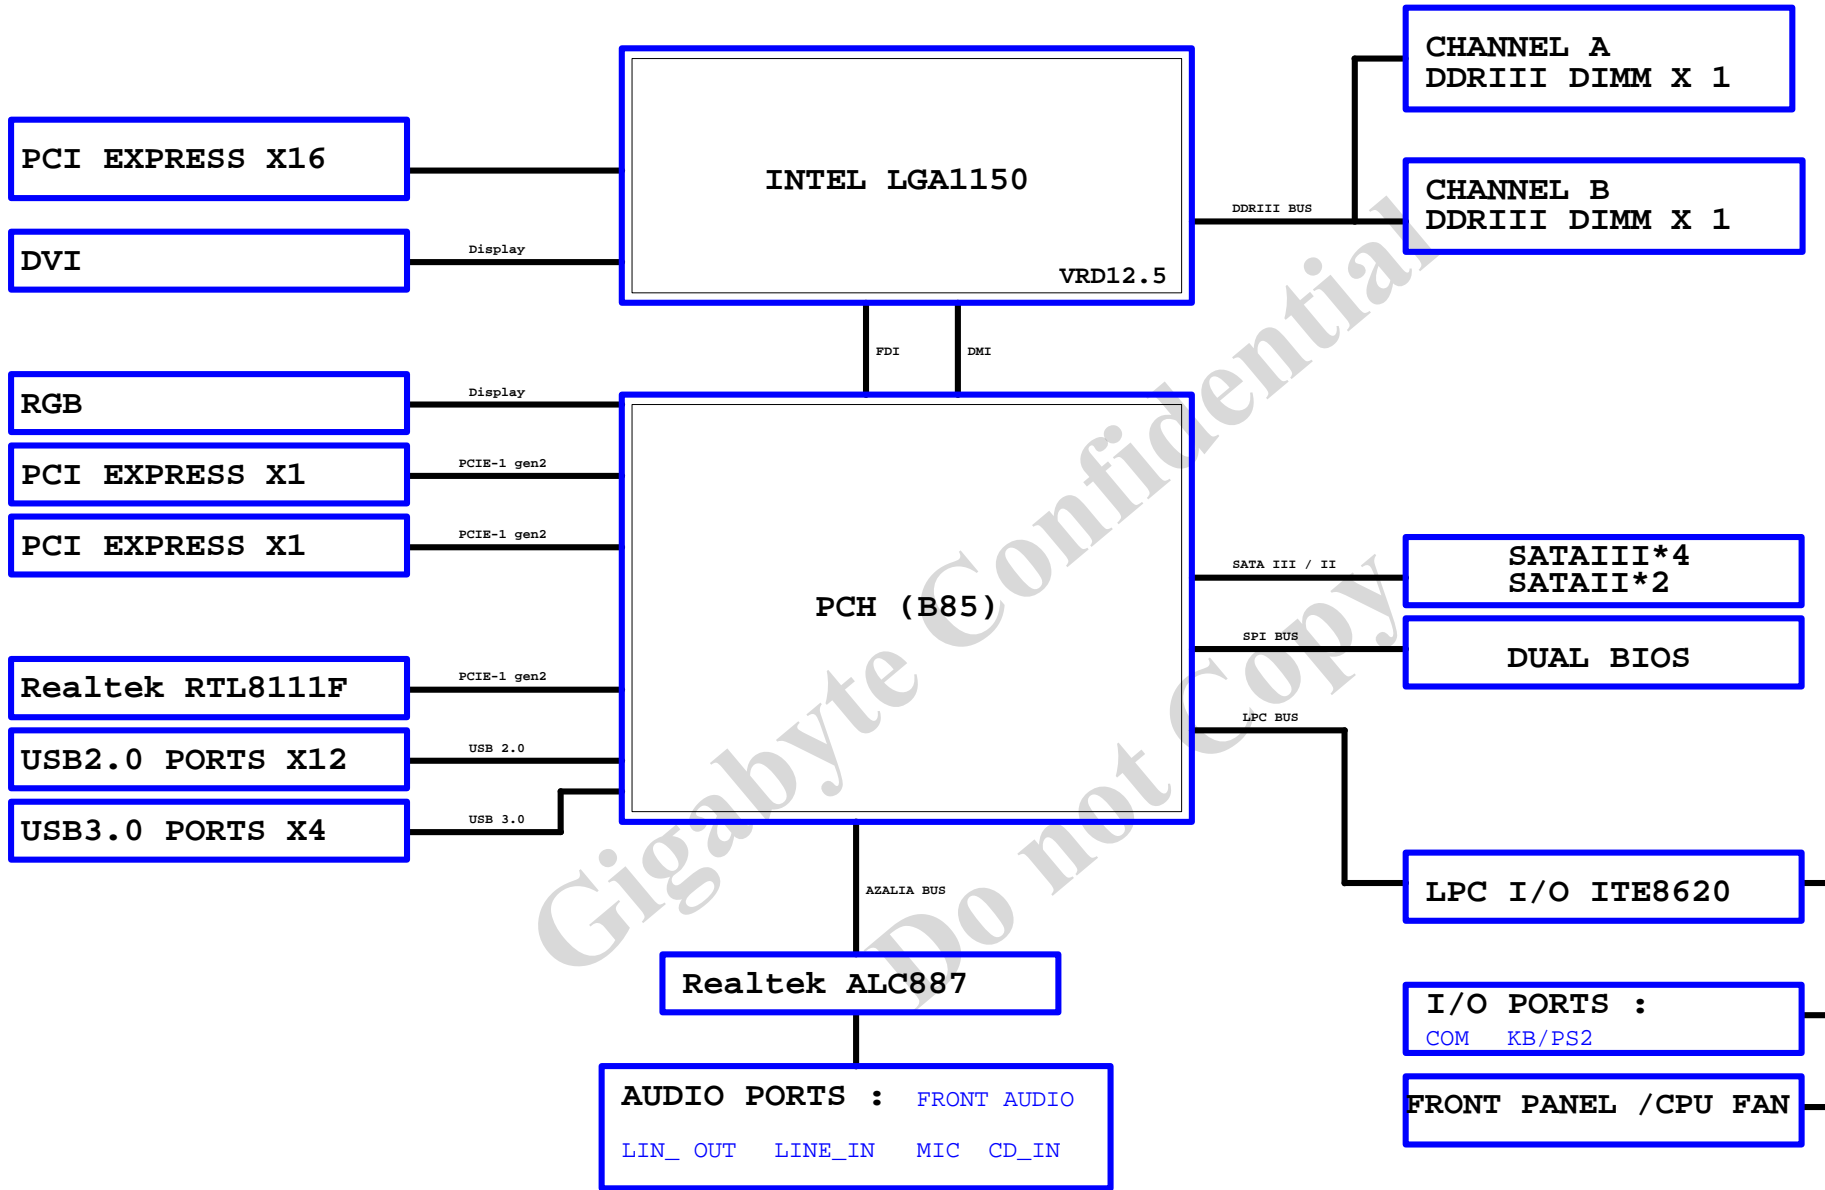 CHANNEL A
DDRIII DIMM X 1
PCI EXPRESS X16
INTEL LGA1150
CHANNEL B
DDRIII DIMM X 1
DDRIII BUS
DVI
Display
VRD12.5
FDI
DMI
RGB
Display
PCI EXPRESS X1
PCIE-1 gen2
PCI EXPRESS X1
PCIE-1 gen2
PCH (B85)
SATA III / II
SATAIII*4
SATAII*2
SPI BUS
DUAL BIOS
Realtek RTL8111F
PCIE-1 gen2
LPC BUS
USB2.0 PORTS X12
USB 2.0
USB3.0 PORTS X4
USB 3.0
AZALIA BUS
LPC I/O ITE8620
Realtek ALC887
I/O PORTS :
COM KB/PS2
AUDIO PORTS : FRONT AUDIO
LIN_ OUT LINE_IN MIC CD_IN
FRONT PANEL /CPU FAN
Gigabyte Confidential
Do not Copy